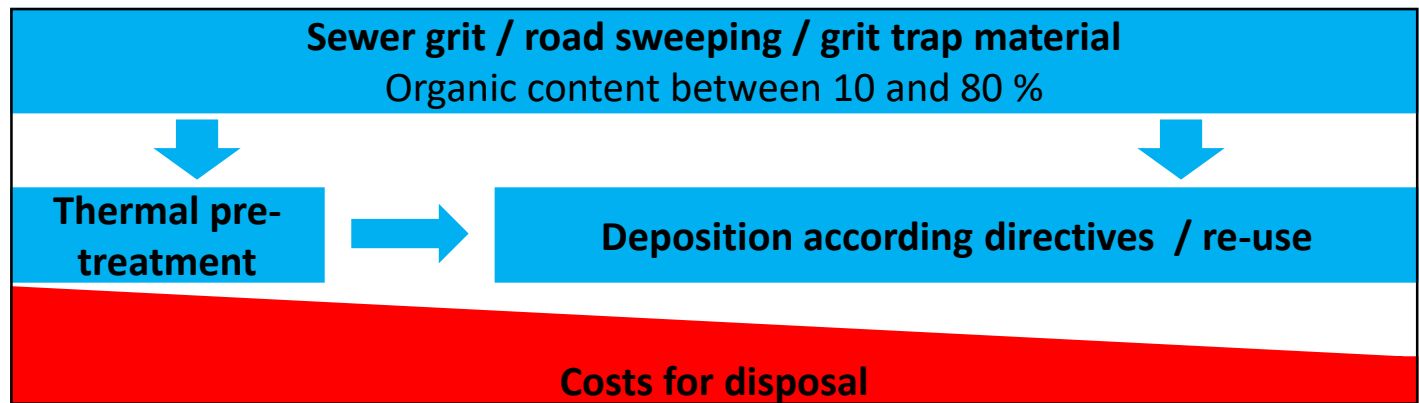 Sewer grit / road sweeping / grit trap material
Organic content between 10 and 80 %
Thermal pre-
treatment
Deposition according directives / re-use
Costs for disposal